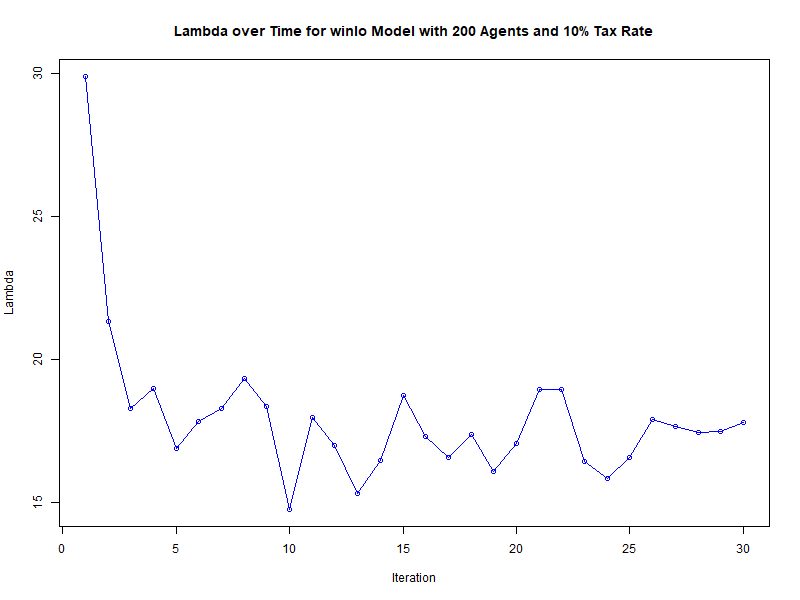 Lambda over Time for winlo Model with 200 Agents and 10% Tax Rate
30
25
20
15
Lambda
0 5 10 15 20 25 30
Iteration